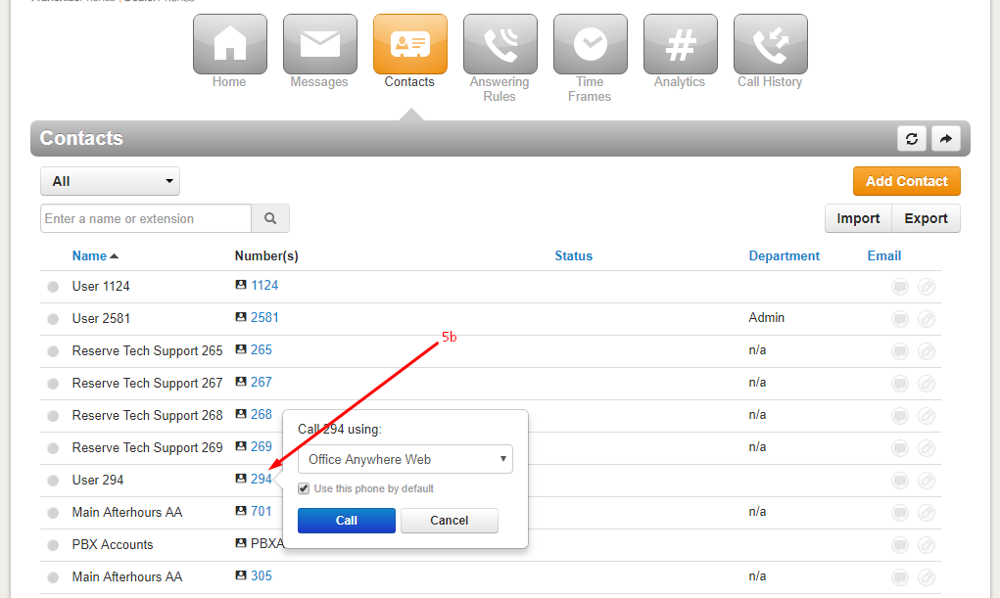 Home
Messages
Contacts
Answering
Rules
Time
Frames
#
Analytics
Call History
Contacts
All
Add Contact
Enter a name or extension
Import
Export
Name Number(s) Status Department Email
User 1124 1124
User 2581 2581 Admin
Reserve Tech Support 265 265 n/a
5b
Reserve Tech Support 267 267 n/a
Reserve Tech Support 268 268 n/a
Reserve Tech Support 269 269 n/a
User 294 294
Call 294 using:
Office Anywhere Web
Use this phone by default
Call
Cancel
Main Afterhours AA 701 n/a
PBX Accounts PBXA
Main Afterhours AA 305 n/a